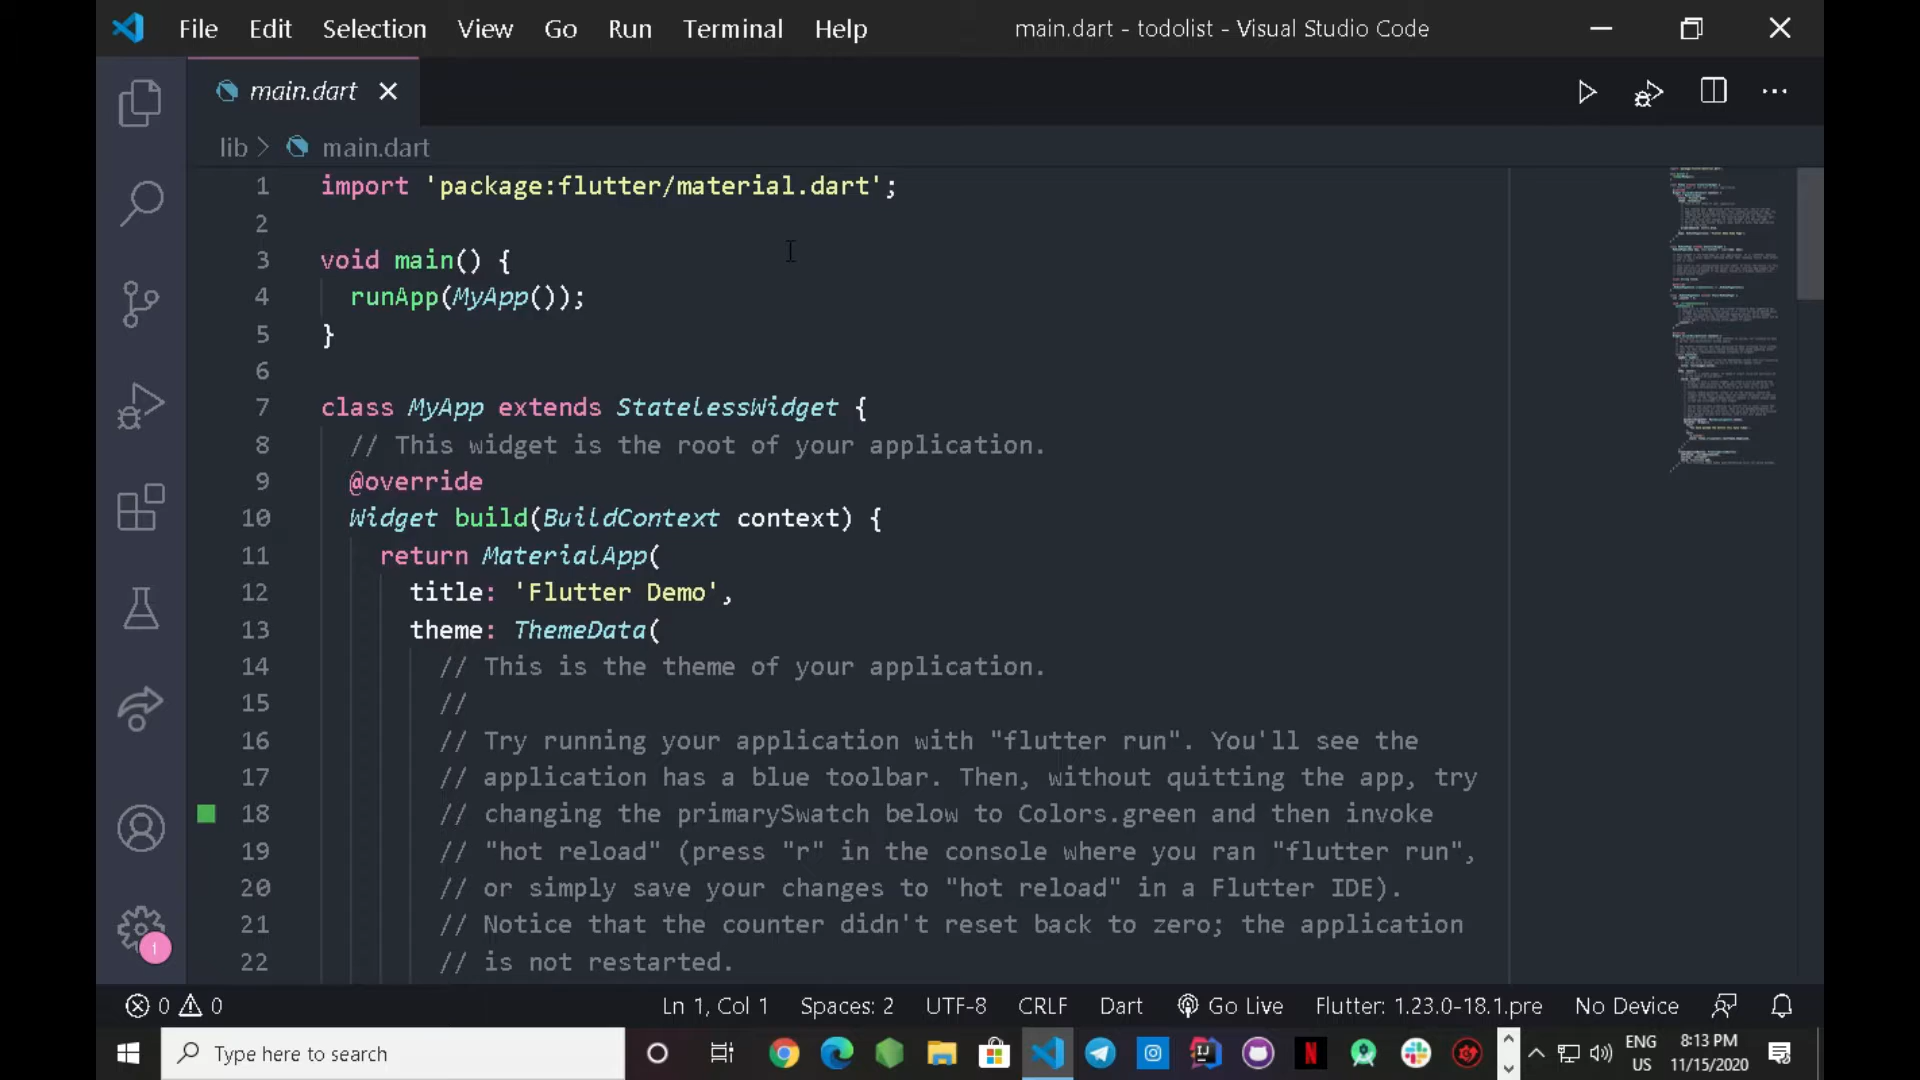 File Edit Selection View Go Run Terminal Help main.dart - todolist - Visual Studio Code
main.dart
lib > main.dart
1 import 'package:flutter/material.dart';
2
3 void main() {
4 runApp(MyApp());
5 }
6
7 class MyApp extends StatelessWidget {
8 // This widget is the root of your application.
9 @override
10 Widget build(BuildContext context) {
11 return MaterialApp(
12 title: 'Flutter Demo',
13 theme: ThemeData(
14 // This is the theme of your application.
15 //
16 // Try running your application with "flutter run". You'll see the
17 // application has a blue toolbar. Then, without quitting the app, try
18 // changing the primarySwatch below to Colors.green and then invoke
19 // "hot reload" (press "r" in the console where you ran "flutter run",
20 // or simply save your changes to "hot reload" in a Flutter IDE).
21 // Notice that the counter didn't reset back to zero; the application
22 // is not restarted.
1
0 0 Ln 1, Col 1 Spaces: 2 UTF-8 CRLF Dart Go Live Flutter: 1.23.0-18.1.pre No Device
Type here to search ENG 8:13 PM
US 11/15/2020